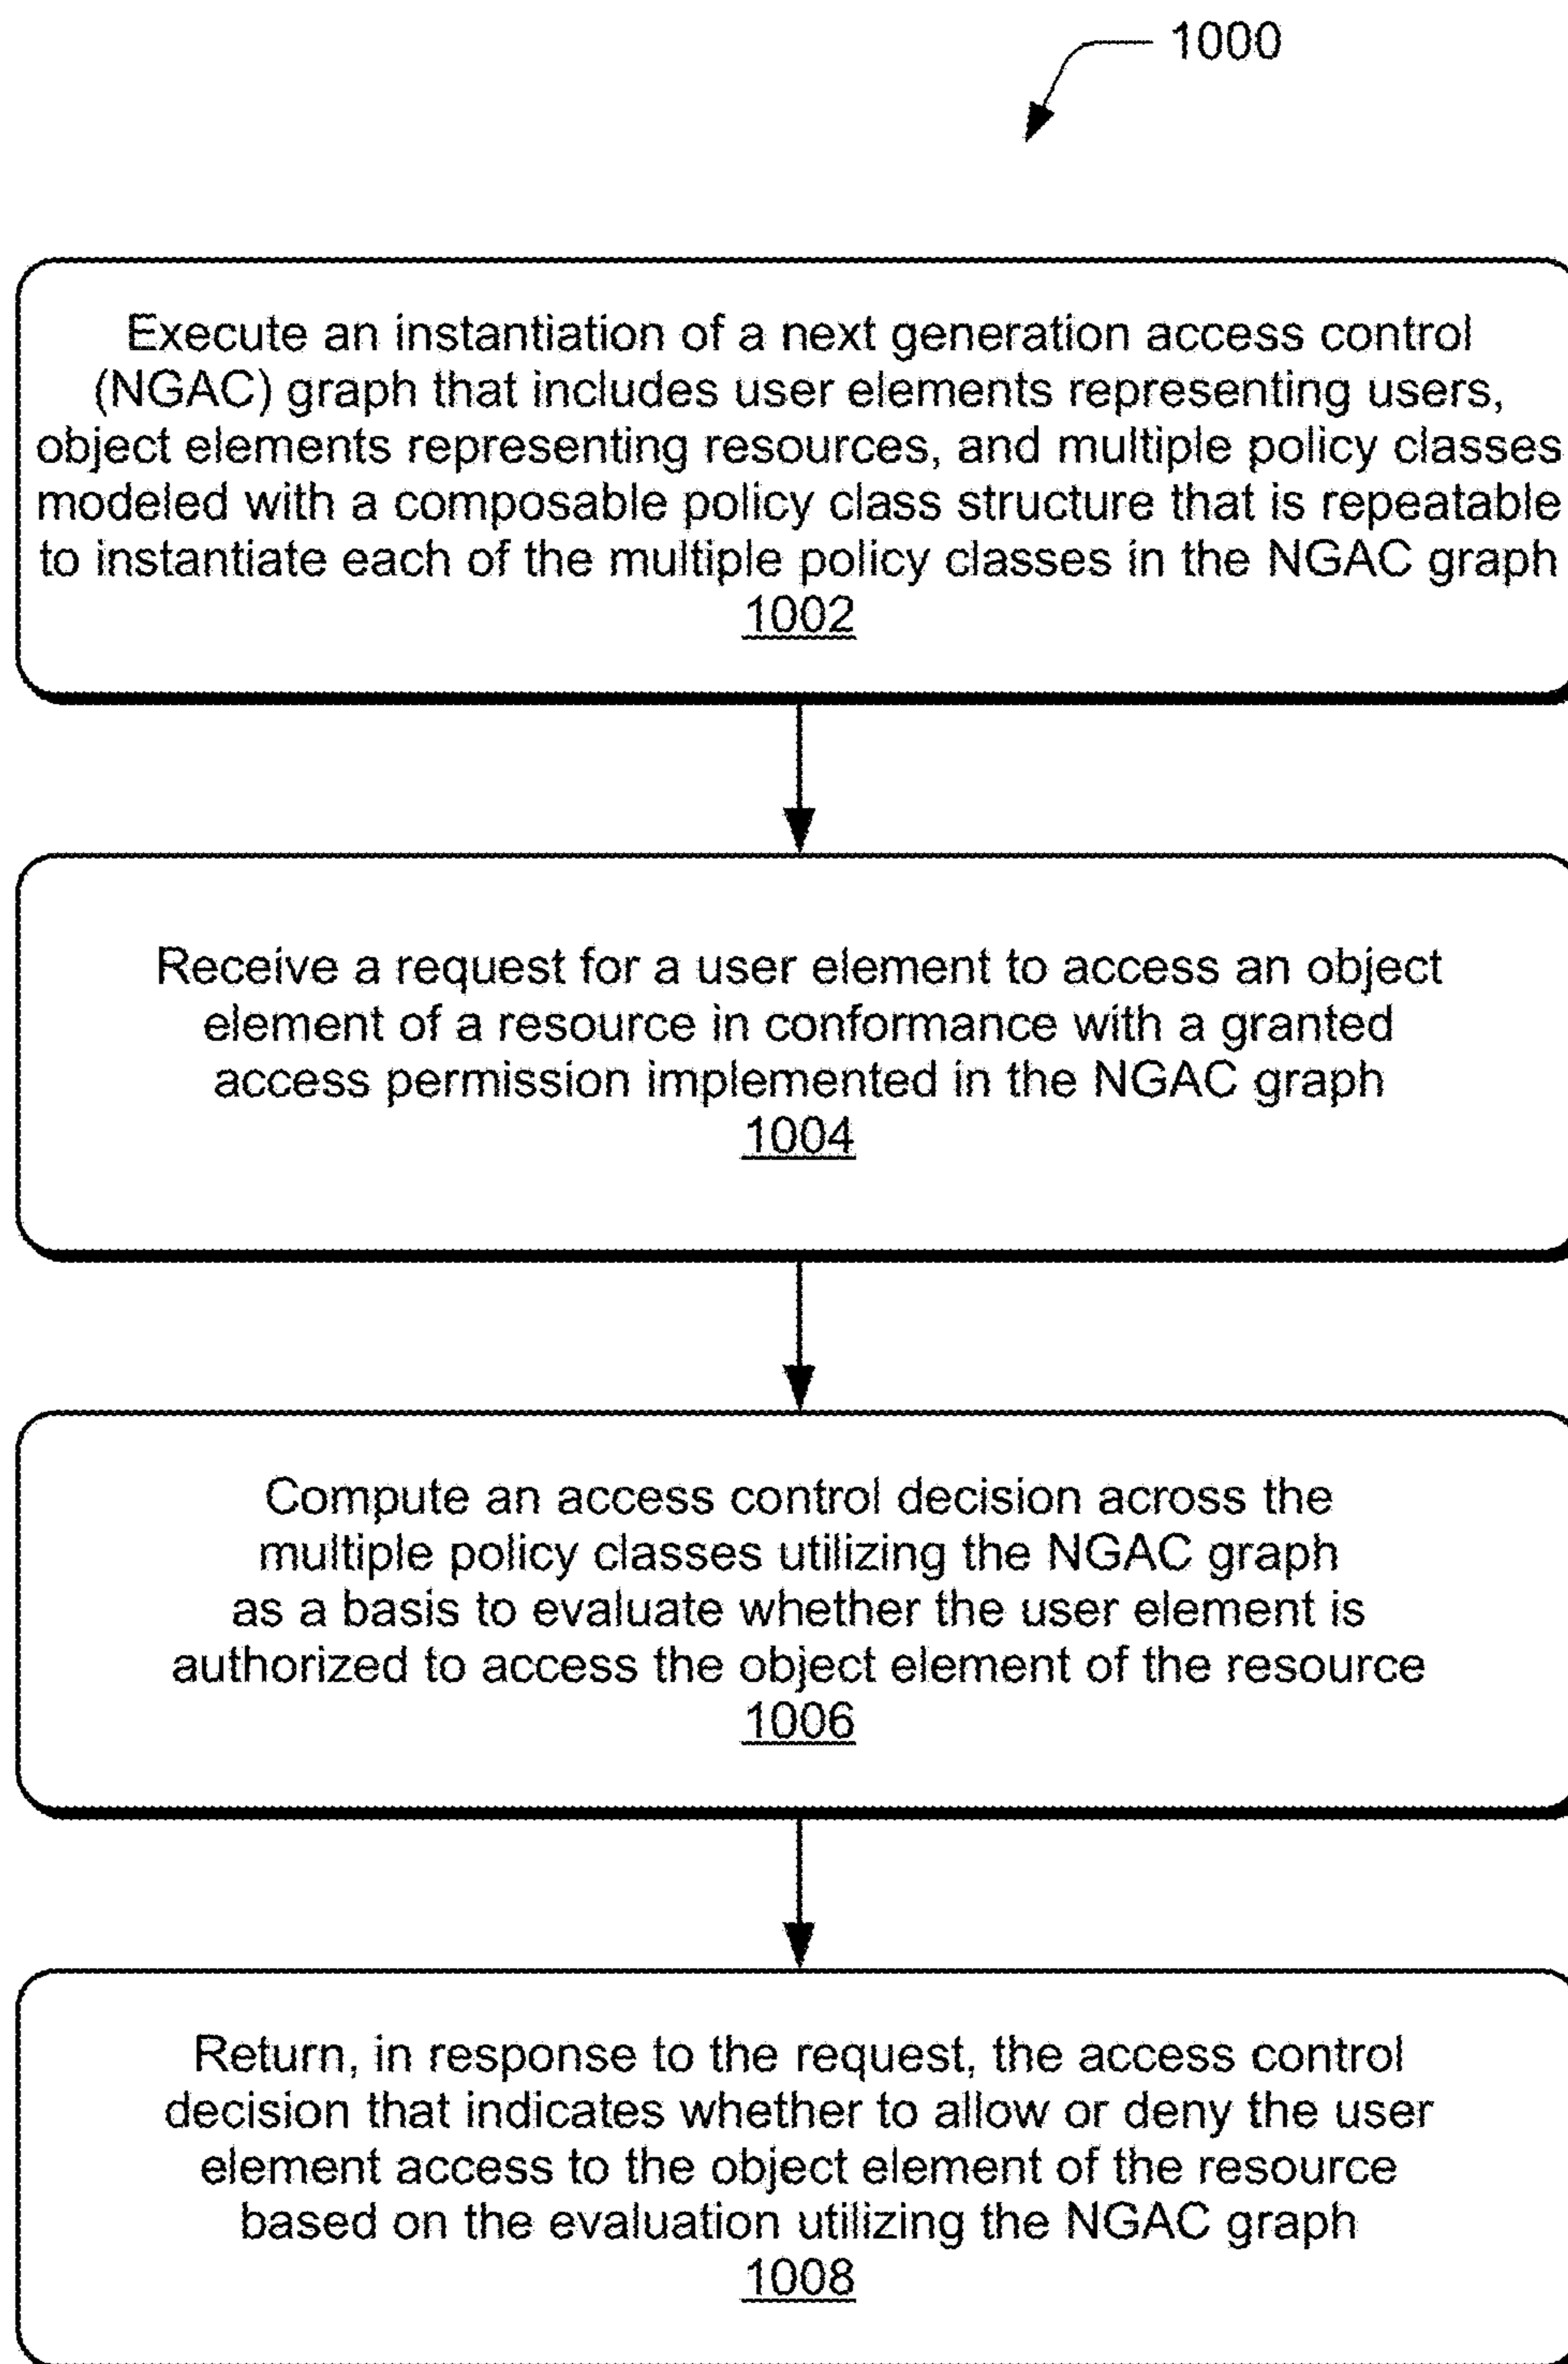 1000
Execute an instantiation of a next generation access control
(NGAC) graph that includes user elements representing users,
object elements representing resources, and multiple policy classes
modeled with a composable policy class structure that is repeatable
to instantiate each of the multiple policy classes in the NGAC graph
1002
Receive a request for a user element to access an object
element of a resource in conformance with a granted
access permission implemented in the NGAC graph
1004
Compute an access control decision across the
multiple policy classes utilizing the NGAC graph
as a basis to evaluate whether the user element is
authorized to access the object element of the resource
1006
Return, in response to the request, the access control
decision that indicates whether to allow or deny the user
element access to the object element of the resource
based on the evaluation utilizing the NGAC graph
1008